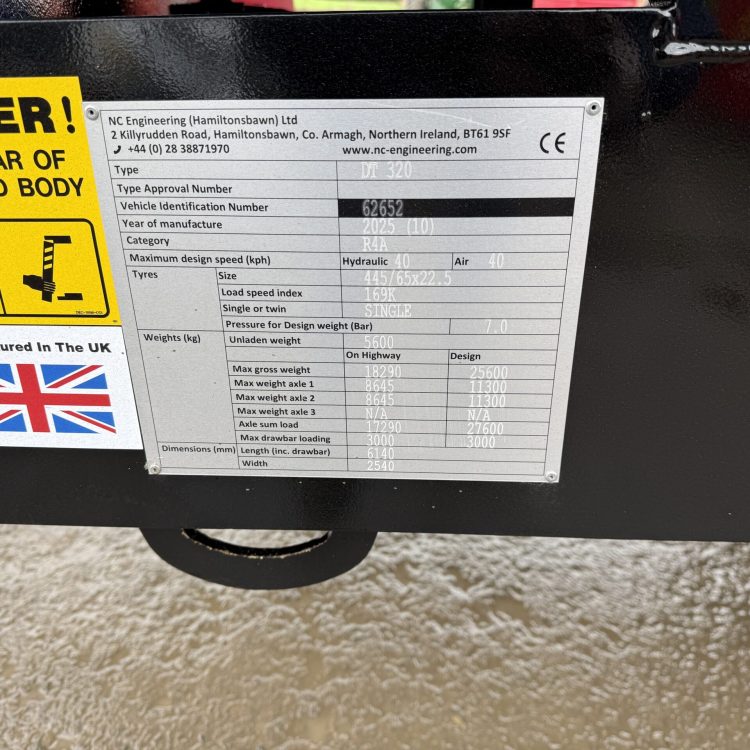 ER!
AR OF
D BODY
ured In The UK
NC Engineering (Hamiltonsbawn) Ltd
2 Killyrudden Road, Hamiltonsbawn, Co. Armagh, Northern Ireland, BT61 9SF
+44 (0) 28 38871970 www.nc-engineering.com CE
Type DT 320
Type Approval Number
Vehicle Identification Number 62652
Year of manufacture 2025 (10)
Category R4A
Maximum design speed (kph) Hydraulic 40 Air 40
Tyres Size 445/65x22.5
Load speed index 169K
Single or twin SINGLE
Pressure for Design weight (Bar) 7.0
Weights (kg) Unladen weight 5600
On Highway Design
Max gross weight 18290 25600
Max weight axle 1 8645 11300
Max weight axle 2 8645 11300
Max weight axle 3 N/A N/A
Axle sum load 17290 27600
Max drawbar loading 3000 3000
Dimensions (mm) Length (inc. drawbar) 6140
Width 2540